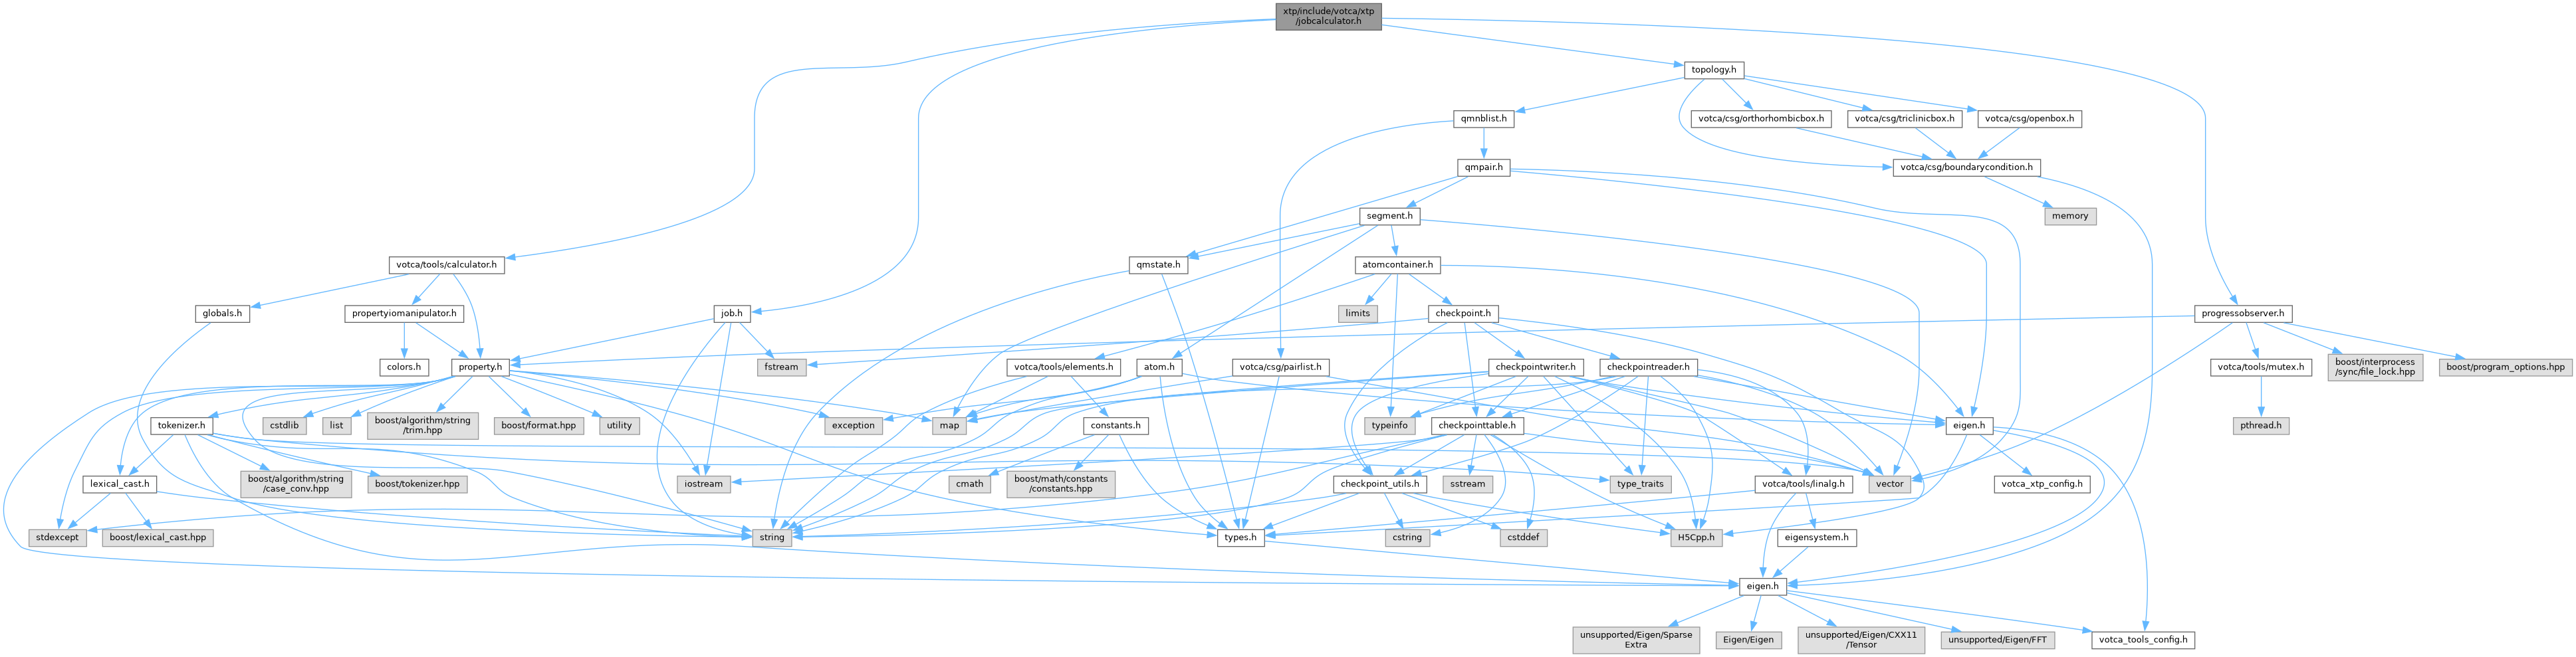 xtp/include/votca/xtp
/jobcalculator.h
topology.h
qmnblist.h
votca/csg/orthorhombicbox.h
votca/csg/triclinicbox.h
votca/csg/openbox.h
qmpair.h
votca/csg/boundarycondition.h
segment.h
memory
votca/tools/calculator.h
qmstate.h
atomcontainer.h
globals.h
propertyiomanipulator.h
job.h
limits
checkpoint.h
progressobserver.h
colors.h
property.h
fstream
votca/tools/elements.h
atom.h
votca/csg/pairlist.h
checkpointwriter.h
checkpointreader.h
votca/tools/mutex.h
boost/interprocess
/sync/file_lock.hpp
boost/program_options.hpp
tokenizer.h
cstdlib
list
boost/algorithm/string
/trim.hpp
boost/format.hpp
utility
exception
map
constants.h
typeinfo
checkpointtable.h
eigen.h
pthread.h
lexical_cast.h
boost/algorithm/string
/case_conv.hpp
boost/tokenizer.hpp
iostream
cmath
boost/math/constants
/constants.hpp
checkpoint_utils.h
sstream
type_traits
votca/tools/linalg.h
vector
votca_xtp_config.h
stdexcept
boost/lexical_cast.hpp
string
types.h
cstring
cstddef
H5Cpp.h
eigensystem.h
eigen.h
unsupported/Eigen/Sparse
Extra
Eigen/Eigen
unsupported/Eigen/CXX11
/Tensor
unsupported/Eigen/FFT
votca_tools_config.h